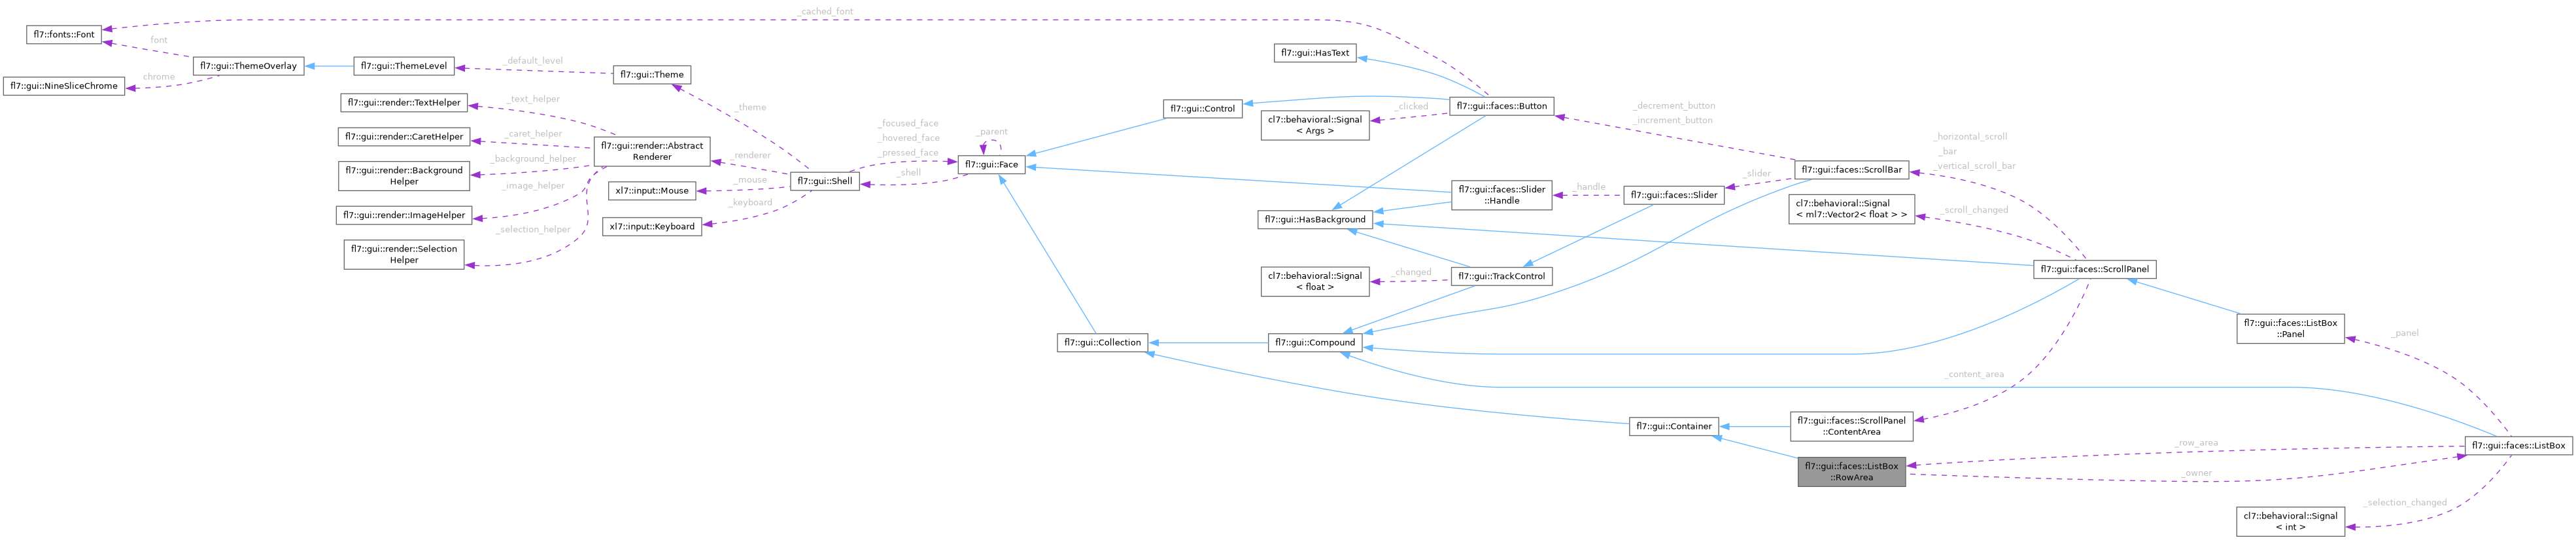 _cached_font
fl7::fonts::Font
font
fl7::gui::ThemeOverlay
fl7::gui::ThemeLevel
_default_level
fl7::gui::Theme
chrome
fl7::gui::NineSliceChrome
fl7::gui::render::TextHelper
_text_helper
_theme
fl7::gui::render::CaretHelper
_caret_helper
fl7::gui::render::Abstract
Renderer
_renderer
fl7::gui::render::Background
Helper
_background_helper
_image_helper
xl7::input::Mouse
_mouse
fl7::gui::Shell
fl7::gui::render::ImageHelper
xl7::input::Keyboard
_keyboard
_selection_helper
fl7::gui::render::Selection
Helper
_focused_face
_hovered_face
_pressed_face
_shell
_parent
fl7::gui::Face
fl7::gui::Control
fl7::gui::Collection
fl7::gui::HasText
cl7::behavioral::Signal
< Args >
_clicked
fl7::gui::faces::Button
fl7::gui::HasBackground
fl7::gui::faces::Slider
::Handle
_handle
fl7::gui::faces::Slider
_slider
_decrement_button
_increment_button
fl7::gui::faces::ScrollBar
cl7::behavioral::Signal
< float >
_changed
fl7::gui::TrackControl
fl7::gui::Compound
cl7::behavioral::Signal
< ml7::Vector2< float > >
_scroll_changed
_horizontal_scroll
_bar
_vertical_scroll_bar
fl7::gui::faces::ScrollPanel
fl7::gui::faces::ListBox
::Panel
_panel
_content_area
fl7::gui::Container
fl7::gui::faces::ScrollPanel
::ContentArea
fl7::gui::faces::ListBox
::RowArea
_row_area
_owner
fl7::gui::faces::ListBox
_selection_changed
cl7::behavioral::Signal
< int >